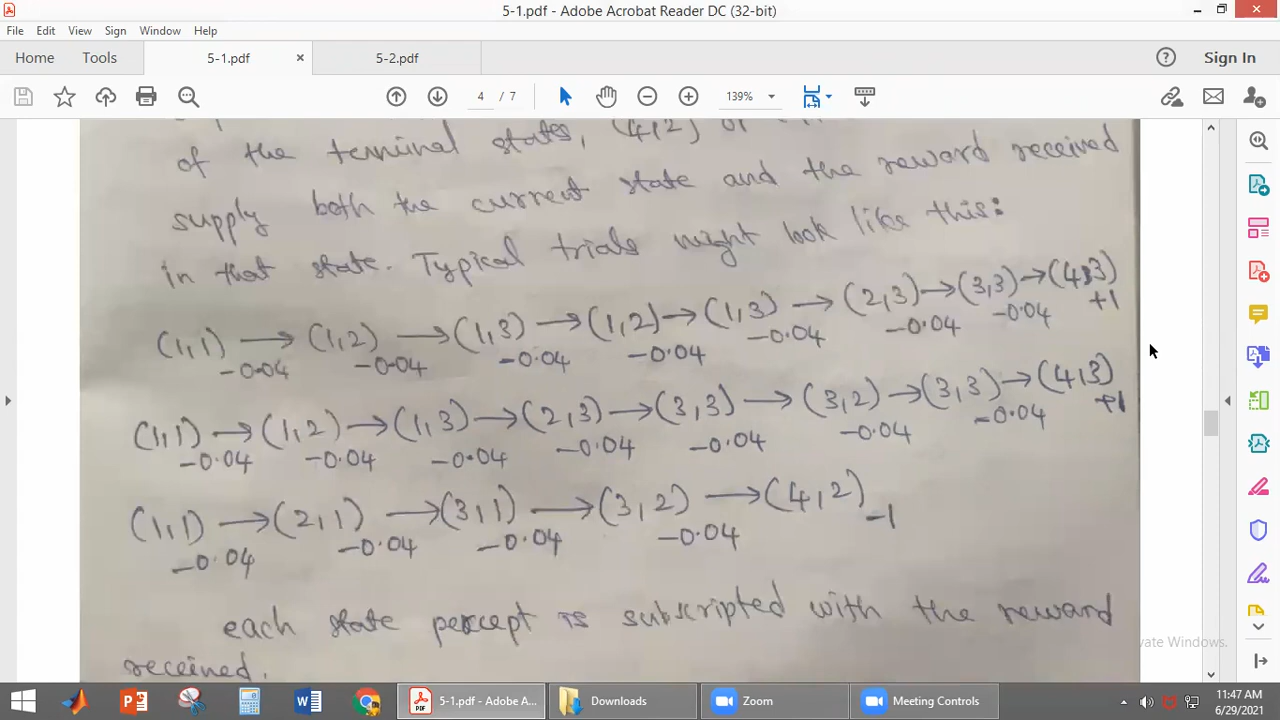 5-1.pdf - Adobe Acrobat Reader DC (32-bit)
File Edit View Sign Window Help
Home Tools 5-1.pdf × 5-2.pdf ? Sign In
4 / 7 139%
of the terminal states, (4,2) or
supply both the current state and the reward received
in that state. Typical trials might look like this:
(1,1) → (1,2) → (1,3) → (1,2) → (1,3) → (2,3) → (3,3) → (4,3)
-0.04 -0.04 -0.04 -0.04 -0.04 -0.04 -0.04 +1
(1,1) → (1,2) → (1,3) → (2,3) → (3,3) → (3,2) → (3,3) → (4,3)
-0.04 -0.04 -0.04 -0.04 -0.04 -0.04 -0.04 +1
(1,1) → (2,1) → (3,1) → (3,2) → (4,2)
-0.04 -0.04 -0.04 -0.04 -1
each state percept is subscripted with the reward
received.
vate Windows.
5-1.pdf - Adobe A... Downloads Zoom Meeting Controls
11:47 AM
6/29/2021